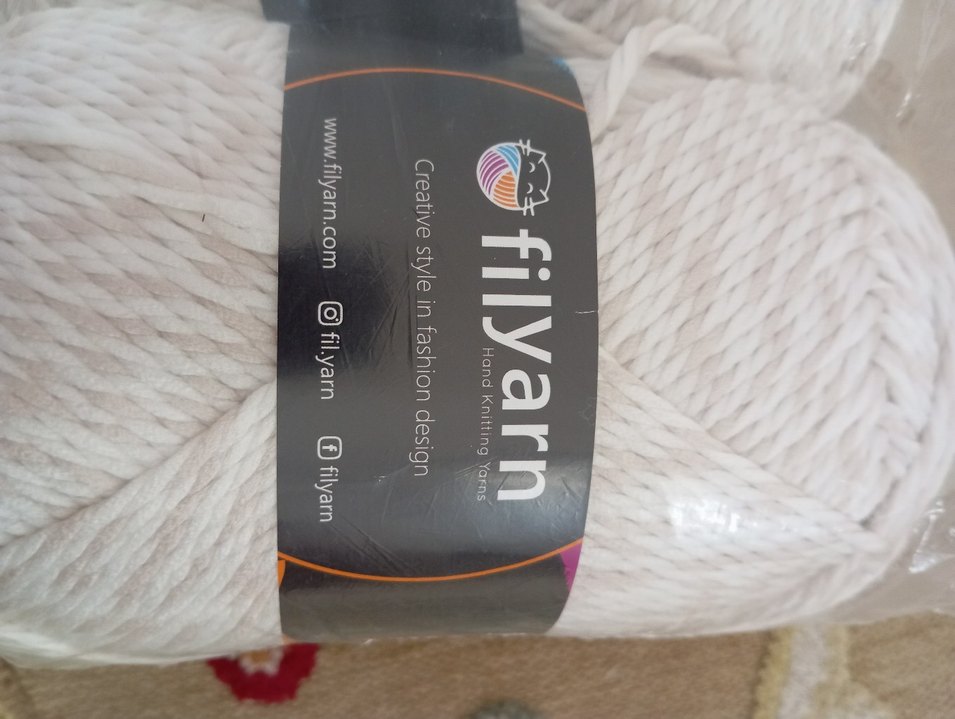 filyarn
Hand Knitting Yarns
Creative style in fashion design
www.filyarn.com fil.yarn filyarn